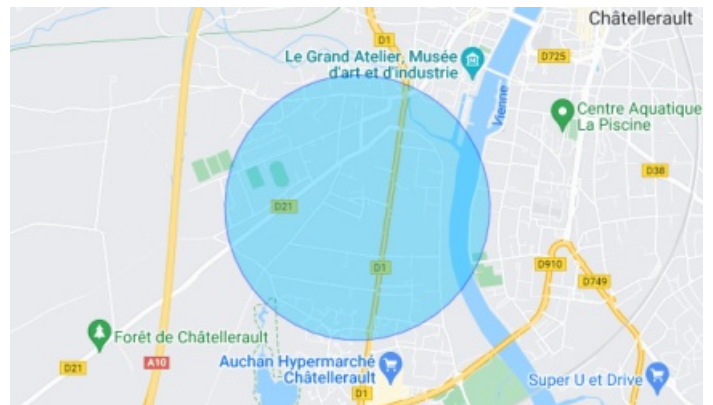 Châtellerault
D1
Le Grand Atelier, Musée
d'art et d'industrie
D725
Vienne
Centre Aquatique
La Piscine
D38
D21
D1
D910
D749
Forêt de Châtellerault
D21
A10
Auchan Hypermarché
Châtellerault
Super U et Drive
D1